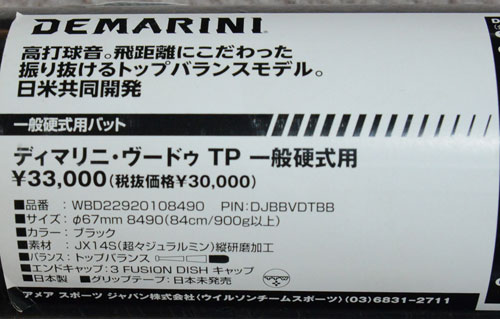 DEMARINI
高打球音。飛距離にこだわった
振り抜けるトップバランスモデル。
日米共同開発
一般硬式用バット
ディマリニ・ヴードゥ TP 一般硬式用
¥33,000(税抜価格¥30,000)
■品番 : WBD22920108490 PIN:DJBBVDTBB
■サイズ : φ67mm 8490(84cm/900g以上)
■カラー : ブラック
■素材 : JX14S(超々ジュラルミン)縦研磨加工
■バランス : トップバランス
■エンドキャップ : 3 FUSION DISH キャップ
■日本製 ■グリップテープ : 日本未発売
アメア スポーツ ジャパン株式会社〈ウイルソンチームスポーツ〉(03)6831-2711